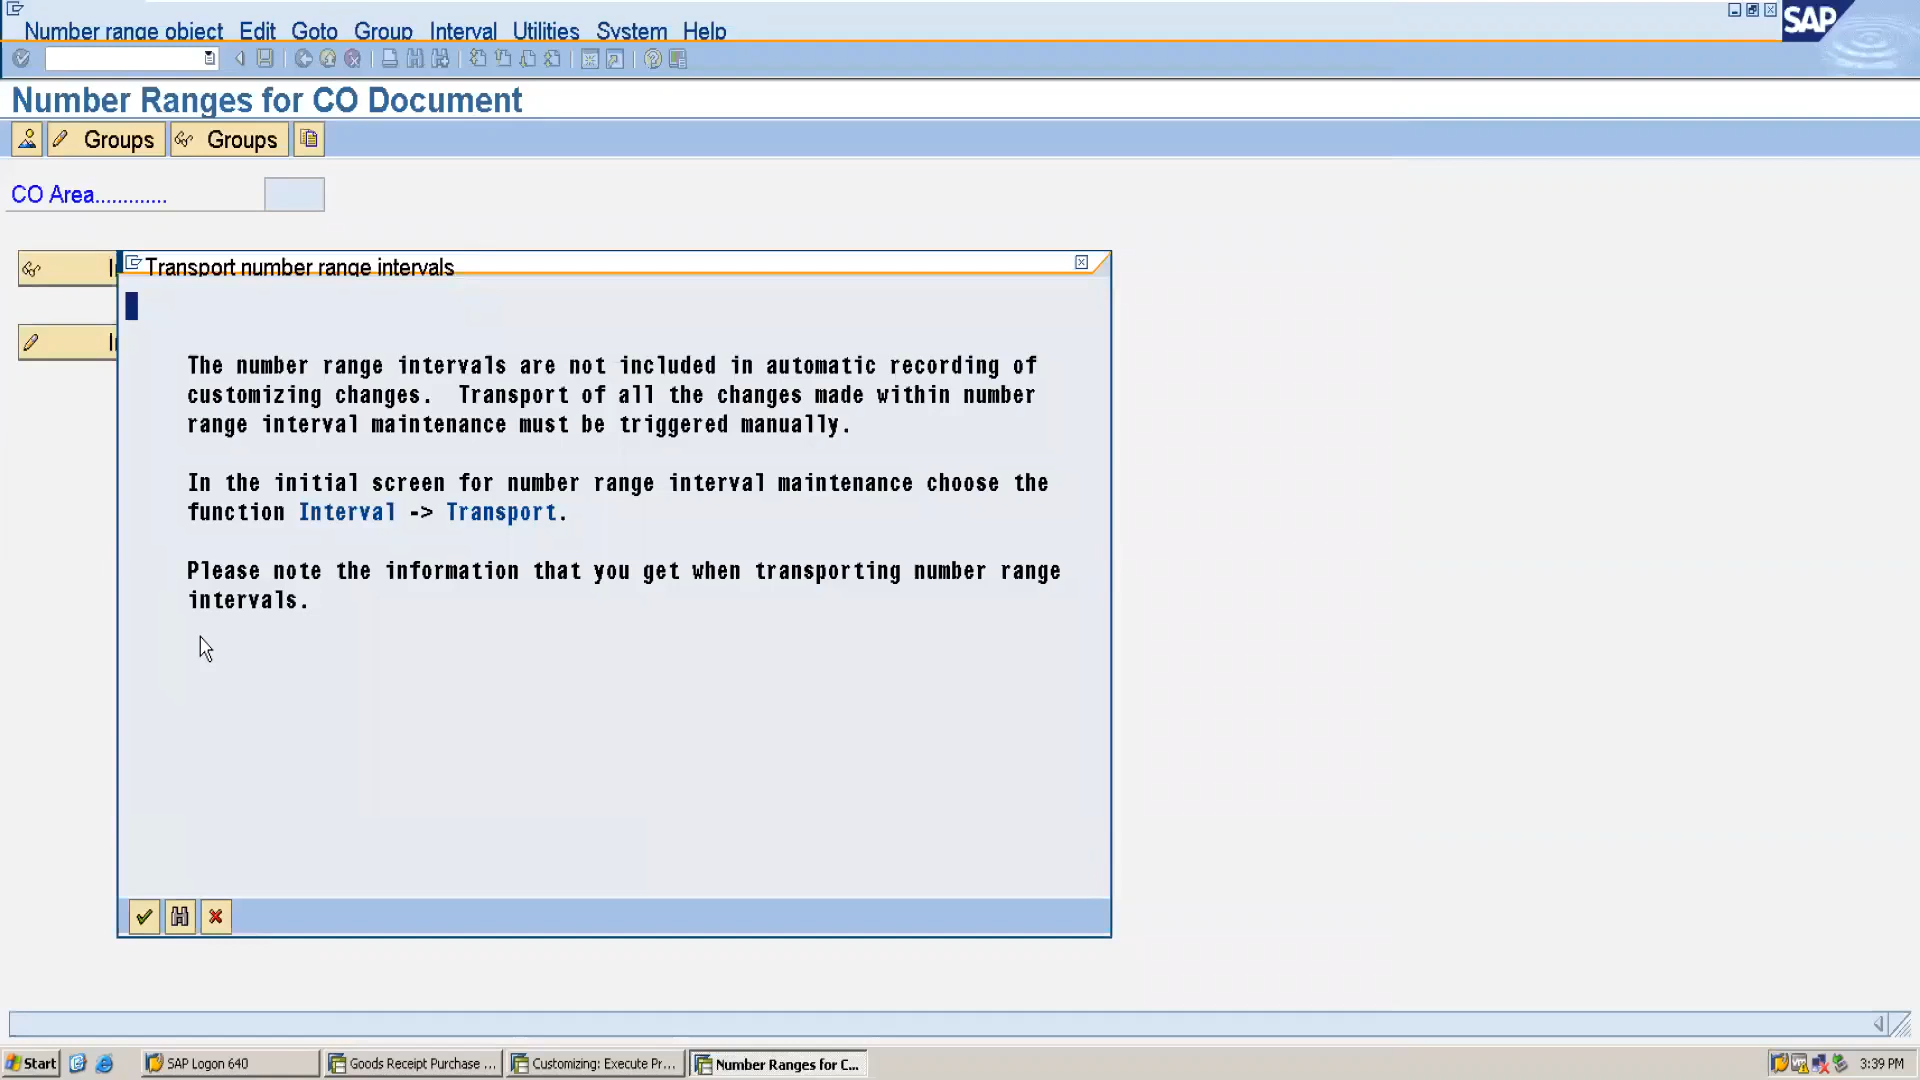 Number range object Edit Goto Group Interval Utilities System Help
SAP
Number Ranges for CO Document
Groups Groups
CO Area.............
Transport number range intervals
The number range intervals are not included in automatic recording of
customizing changes. Transport of all the changes made within number
range interval maintenance must be triggered manually.
In the initial screen for number range interval maintenance choose the
function Interval -> Transport.
Please note the information that you get when transporting number range
intervals.
Start SAP Logon 640 Goods Receipt Purchase ... Customizing: Execute Pr... Number Ranges for C... 3:39 PM